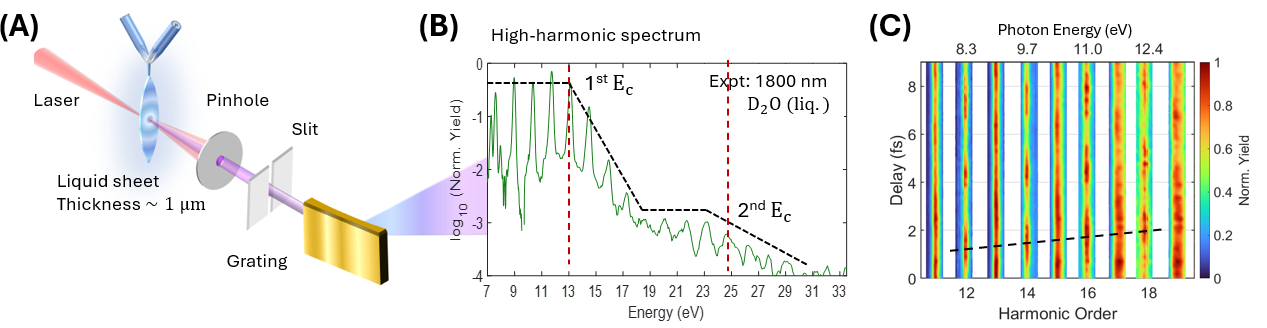 (A)
Laser
Pinhole
Slit
Liquid sheet
Thickness ~ 1 μm
Grating
(B)
High-harmonic spectrum
1st Ec
Expt: 1800 nm
D2O (liq.)
2nd Ec
log10 (Norm. Yield)
0
-1
-2
-3
-4
7 9 11 13 15 17 19 21 23 25 27 29 31 33
Energy (eV)
(C)
Photon Energy (eV)
8.3 9.7 11.0 12.4
Delay (fs)
8
6
4
2
0
12 14 16 18
Harmonic Order
1
0.8
0.6
0.4
0.2
0
Norm. Yield